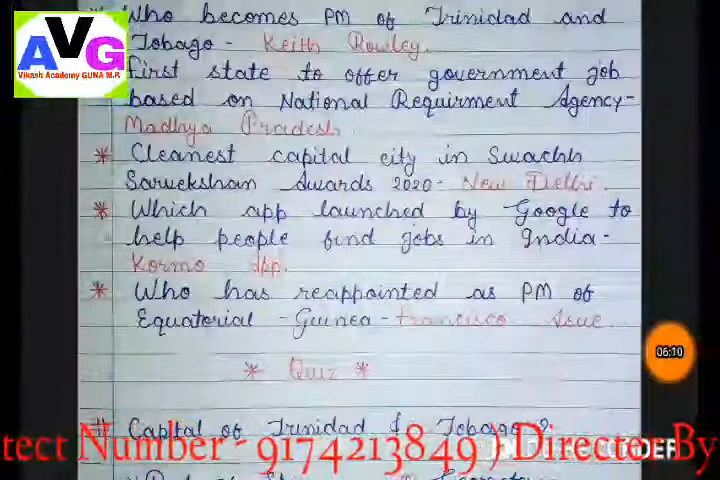 * Who becomes PM of Trinidad and
Tobago - Keith Rowley.
First state to offer government job
based on National Requirment Agency-
Madhya Pradesh.
* Cleanest capital city in Swachh
Sarvekshan Awards 2020- New Delhi.
* Which app launched by Google to
help people find jobs in India-
Kormo App.
* Who has reappointed as PM of
Equatorial -Guinea- Francisco Asue
* Quiz *
# Capital of Trinidad & Tobago?
AVG
Vikash Academy GUNA M.P.
06:10
tect Number - 9174213849 ) Director By